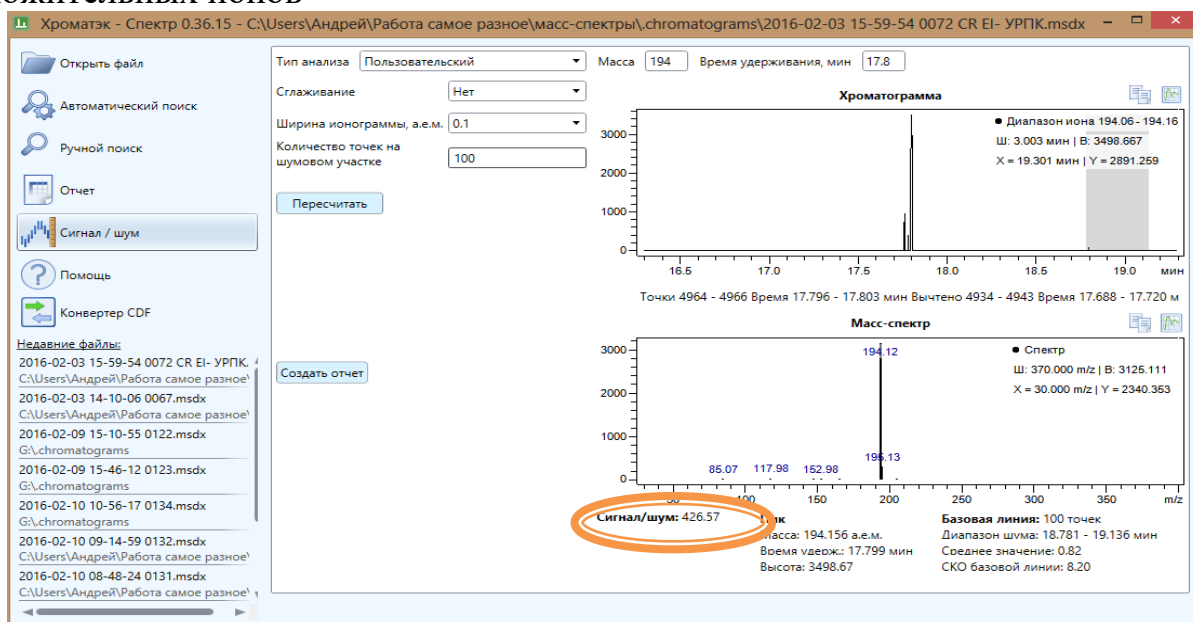 ложительных ионов
Хроматэк - Спектр 0.36.15 - C:\Users\Андрей\Работа самое разное\масс-спектры\.chromatograms\2016-02-03 15-59-54 0072 CR EI- УРПК.msdx
Открыть файл
Автоматический поиск
Ручной поиск
Отчет
Сигнал / шум
Помощь
Конвертер CDF
Недавние файлы:
2016-02-03 15-59-54 0072 CR EI- УРПК.
C:\Users\Андрей\Работа самое разное\
2016-02-03 14-10-06 0067.msdx
C:\Users\Андрей\Работа самое разное\
2016-02-09 15-10-55 0122.msdx
G:\.chromatograms
2016-02-09 15-46-12 0123.msdx
G:\.chromatograms
2016-02-10 10-56-17 0134.msdx
G:\.chromatograms
2016-02-10 09-14-59 0132.msdx
C:\Users\Андрей\Работа самое разное\
2016-02-10 08-48-24 0131.msdx
C:\Users\Андрей\Работа самое разное\
Тип анализа Пользовательский
Сглаживание Нет
Ширина ионограммы, а.е.м. 0.1
Количество точек на
шумовом участке 100
Пересчитать
Создать отчет
Масса 194 Время удерживания, мин 17.8
Хроматограмма
Диапазон иона 194.06 - 194.16
Ш: 3.003 мин | В: 3498.667
X = 19.301 мин | Y = 2891.259
3000
2000
1000
0
16.5 17.0 17.5 18.0 18.5 19.0 мин
Точки 4964 - 4966 Время 17.796 - 17.803 мин Вычтено 4934 - 4943 Время 17.688 - 17.720 м
Масс-спектр
Спектр
Ш: 370.000 m/z | В: 3125.111
X = 30.000 m/z | Y = 2340.353
3000
2000
1000
0
194.12
195.13
85.07 117.98 152.98
50 100 150 200 250 300 350 m/z
Сигнал/шум: 426.57
Масса: 194.156 а.е.м.
Время удерж.: 17.799 мин
Высота: 3498.67
Базовая линия: 100 точек
Диапазон шума: 18.781 - 19.136 мин
Среднее значение: 0.82
СКО базовой линии: 8.20